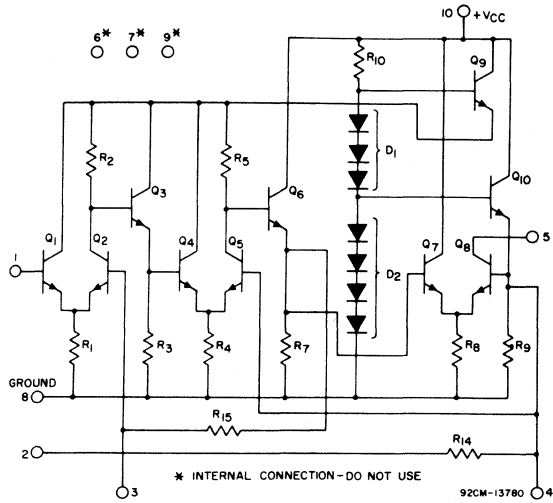 10 +VCC
6* 7* 9*
R10 Q9
D1
R2 Q3 R5 Q6 Q10
Q1 Q2 Q4 Q5 Q7 Q8 5
1
D2
R1 R3 R4 R7 R8 R9
GROUND
8
R15
2 R14
* INTERNAL CONNECTION-DO NOT USE
3 92CM-13780 4